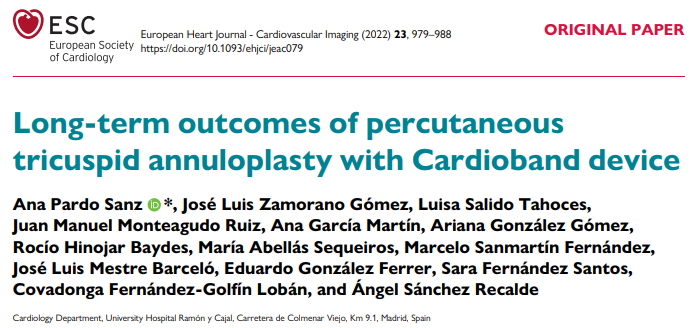 ESC
European Society
of Cardiology
European Heart Journal - Cardiovascular Imaging (2022) 23, 979–988
https://doi.org/10.1093/ehjci/jeac079
ORIGINAL PAPER
Long-term outcomes of percutaneous
tricuspid annuloplasty with Cardioband device
Ana Pardo Sanz iD *, José Luis Zamorano Gómez, Luisa Salido Tahoces,
Juan Manuel Monteagudo Ruiz, Ana García Martín, Ariana González Gómez,
Rocío Hinojar Baydes, María Abellás Sequeiros, Marcelo Sanmartín Fernández,
José Luis Mestre Barceló, Eduardo González Ferrer, Sara Fernández Santos,
Covadonga Fernández-Golfín Lobán, and Ángel Sánchez Recalde
Cardiology Department, University Hospital Ramón y Cajal, Carretera de Colmenar Viejo, Km 9.1, Madrid, Spain